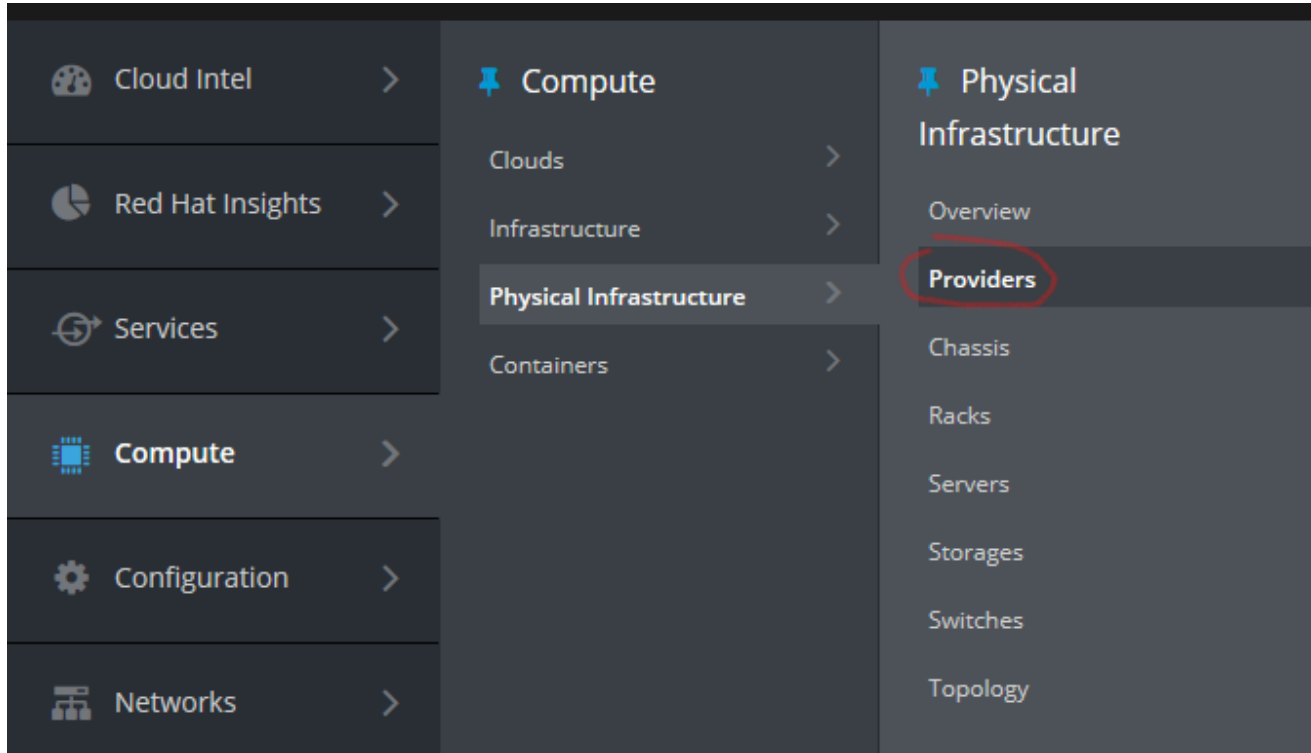 Cloud Intel
Red Hat Insights
Services
Compute
Configuration
Networks
Compute
Clouds
Infrastructure
Physical Infrastructure
Containers
Physical
Infrastructure
Overview
Providers
Chassis
Racks
Servers
Storages
Switches
Topology